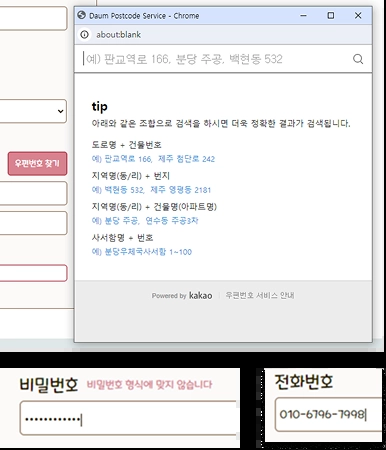 Daum Postcode Service - Chrome
about:blank
예) 판교역로 166, 분당 주공, 백현동 532
tip
아래와 같은 조합으로 검색을 하시면 더욱 정확한 결과가 검색됩니다.
도로명 + 건물번호
예) 판교역로 166, 제주 첨단로 242
우편번호 찾기
지역명(동/리) + 번지
예) 백현동 532, 제주 영평동 2181
지역명(동/리) + 건물명(아파트명)
예) 분당 주공, 연수동 주공3차
사서함명 + 번호
예) 분당우체국사서함 1~100
Powered by kakao 우편번호 서비스 안내
비밀번호 비밀번호 형식에 맞지 않습니다
전화번호
010-6796-7998